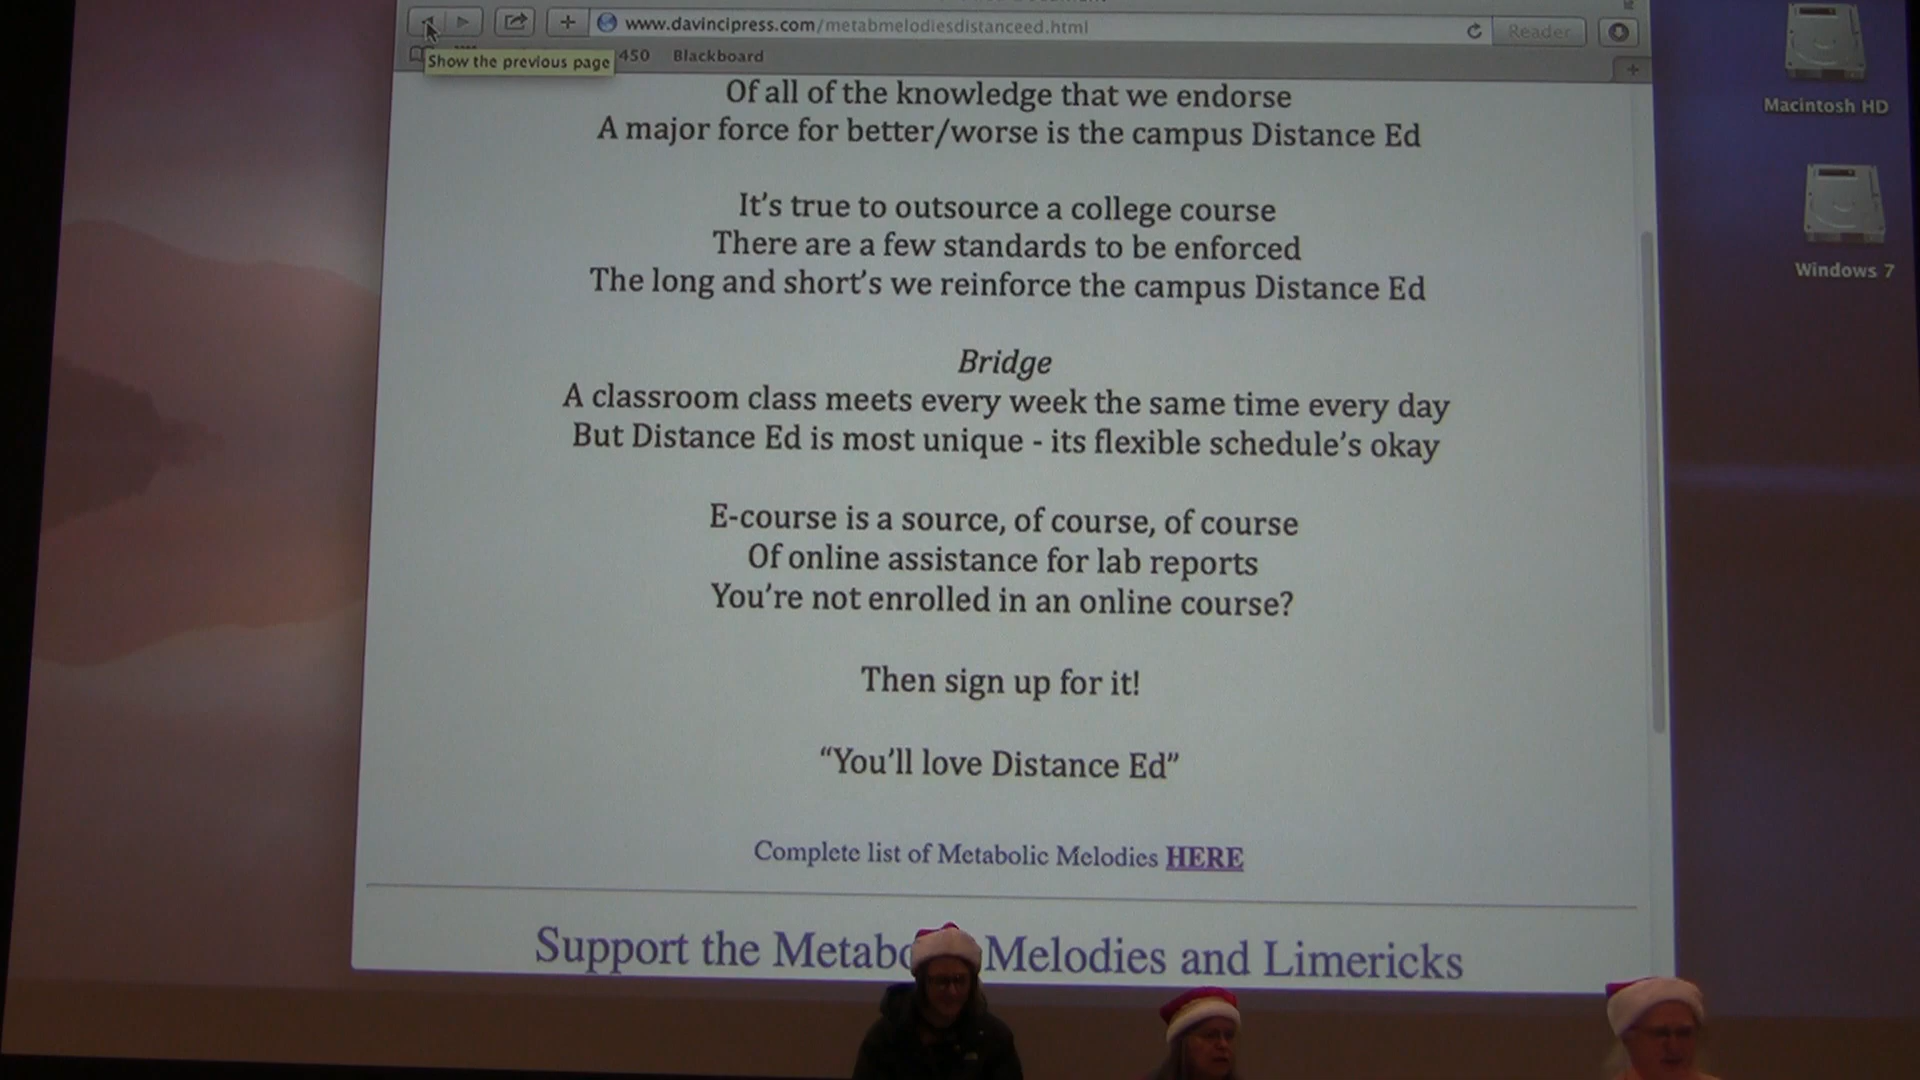 www.davincipress.com/metabmelodiesdistanceed.html
Reader
Show the previous page
450 Blackboard
Macintosh HD
Windows 7
Of all of the knowledge that we endorse
A major force for better/worse is the campus Distance Ed
It's true to outsource a college course
There are a few standards to be enforced
The long and short's we reinforce the campus Distance Ed
Bridge
A classroom class meets every week the same time every day
But Distance Ed is most unique - its flexible schedule's okay
E-course is a source, of course, of course
Of online assistance for lab reports
You're not enrolled in an online course?
Then sign up for it!
“You'll love Distance Ed”
Complete list of Metabolic Melodies HERE
Support the Metabo Melodies and Limericks